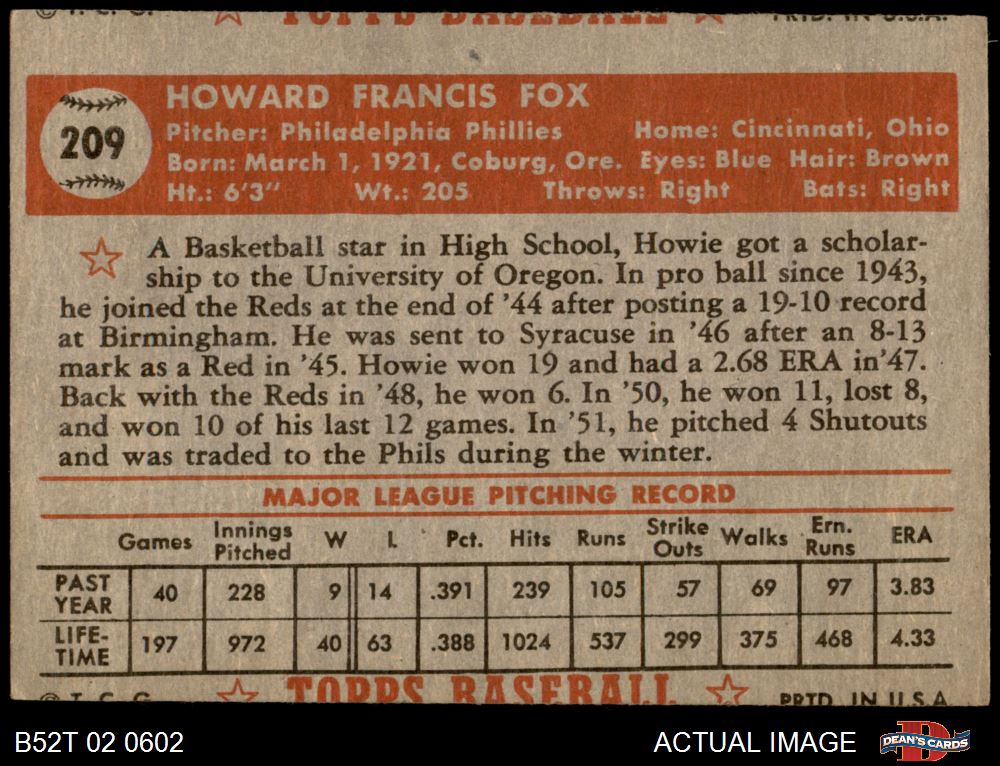 © T. C. G. TOPPS BASEBALL PRTD. IN U.S.A.
209
HOWARD FRANCIS FOX
Pitcher: Philadelphia Phillies Home: Cincinnati, Ohio
Born: March 1, 1921, Coburg, Ore. Eyes: Blue Hair: Brown
Ht.: 6'3" Wt.: 205 Throws: Right Bats: Right
A Basketball star in High School, Howie got a scholar-
ship to the University of Oregon. In pro ball since 1943,
he joined the Reds at the end of '44 after posting a 19-10 record
at Birmingham. He was sent to Syracuse in '46 after an 8-13
mark as a Red in '45. Howie won 19 and had a 2.68 ERA in'47.
Back with the Reds in '48, he won 6. In '50, he won 11, lost 8,
and won 10 of his last 12 games. In '51, he pitched 4 Shutouts
and was traded to the Phils during the winter.
MAJOR LEAGUE PITCHING RECORD
Games Innings Pitched W L Pct. Hits Runs Strike Outs Walks Ern. Runs ERA
PAST YEAR 40 228 9 14 .391 239 105 57 69 97 3.83
LIFE-TIME 197 972 40 63 .388 1024 537 299 375 468 4.33
© T. C. G. TOPPS BASEBALL PRTD. IN U.S.A.
B52T 02 0602 ACTUAL IMAGE DEAN'S CARDS